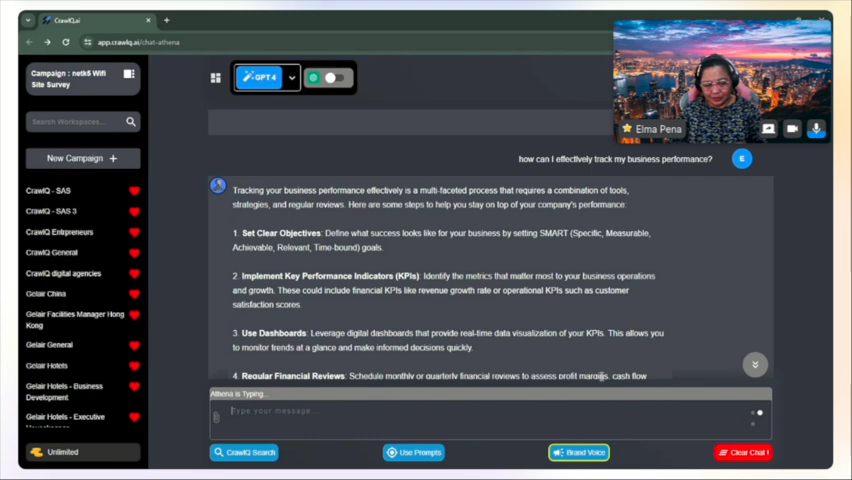 CrawlQ.ai
app.crawlq.ai/chat-athena
Campaign : netk5 Wifi
Site Survey
GPT4
Search Workspaces...
Elma Pena
New Campaign +
how can I effectively track my business performance?
E
CrawlQ - SAS
CrawlQ - SAS 3
CrawlQ Entrpreneurs
CrawlQ General
CrawlQ digital agencies
Gelair China
Gelair Facilities Manager Hong
Kong
Gelair General
Gelair Hotels
Gelair Hotels - Business
Development
Gelair Hotels - Executive
Unlimited
Tracking your business performance effectively is a multi-faceted process that requires a combination of tools,
strategies, and regular reviews. Here are some steps to help you stay on top of your company's performance:
1. Set Clear Objectives: Define what success looks like for your business by setting SMART (Specific, Measurable,
Achievable, Relevant, Time-bound) goals.
2. Implement Key Performance Indicators (KPIs): Identify the metrics that matter most to your business operations
and growth. These could include financial KPIs like revenue growth rate or operational KPIs such as customer
satisfaction scores.
3. Use Dashboards: Leverage digital dashboards that provide real-time data visualization of your KPIs. This allows you
to monitor trends at a glance and make informed decisions quickly.
4. Regular Financial Reviews: Schedule monthly or quarterly financial reviews to assess profit margins, cash flow
Athena is Typing...
Type your message...
CrawlQ Search
Use Prompts
Brand Voice
Clear Chat !